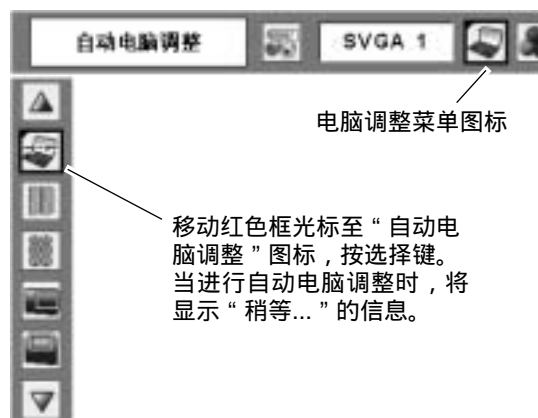 自动电脑调整
SVGA 1
电脑调整菜单图标
移动红色框光标至“自动电
脑调整”图标，按选择键。
当进行自动电脑调整时，将
显示“稍等...”的信息。